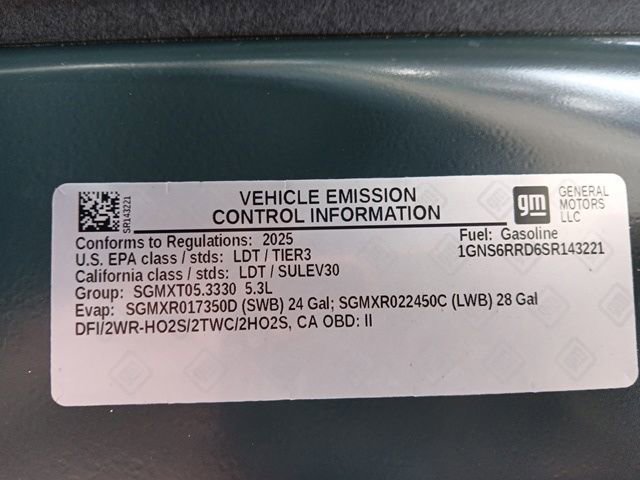 SR143221
VEHICLE EMISSION
CONTROL INFORMATION
gm
GENERAL
MOTORS
LLC
Conforms to Regulations: 2025
Fuel: Gasoline
U.S. EPA class / stds: LDT / TIER3
1GNS6RRD6SR143221
California class / stds: LDT / SULEV30
Group: SGMXT05.3330 5.3L
Evap: SGMXR017350D (SWB) 24 Gal; SGMXR022450C (LWB) 28 Gal
DFI/2WR-HO2S/2TWC/2HO2S, CA OBD: II